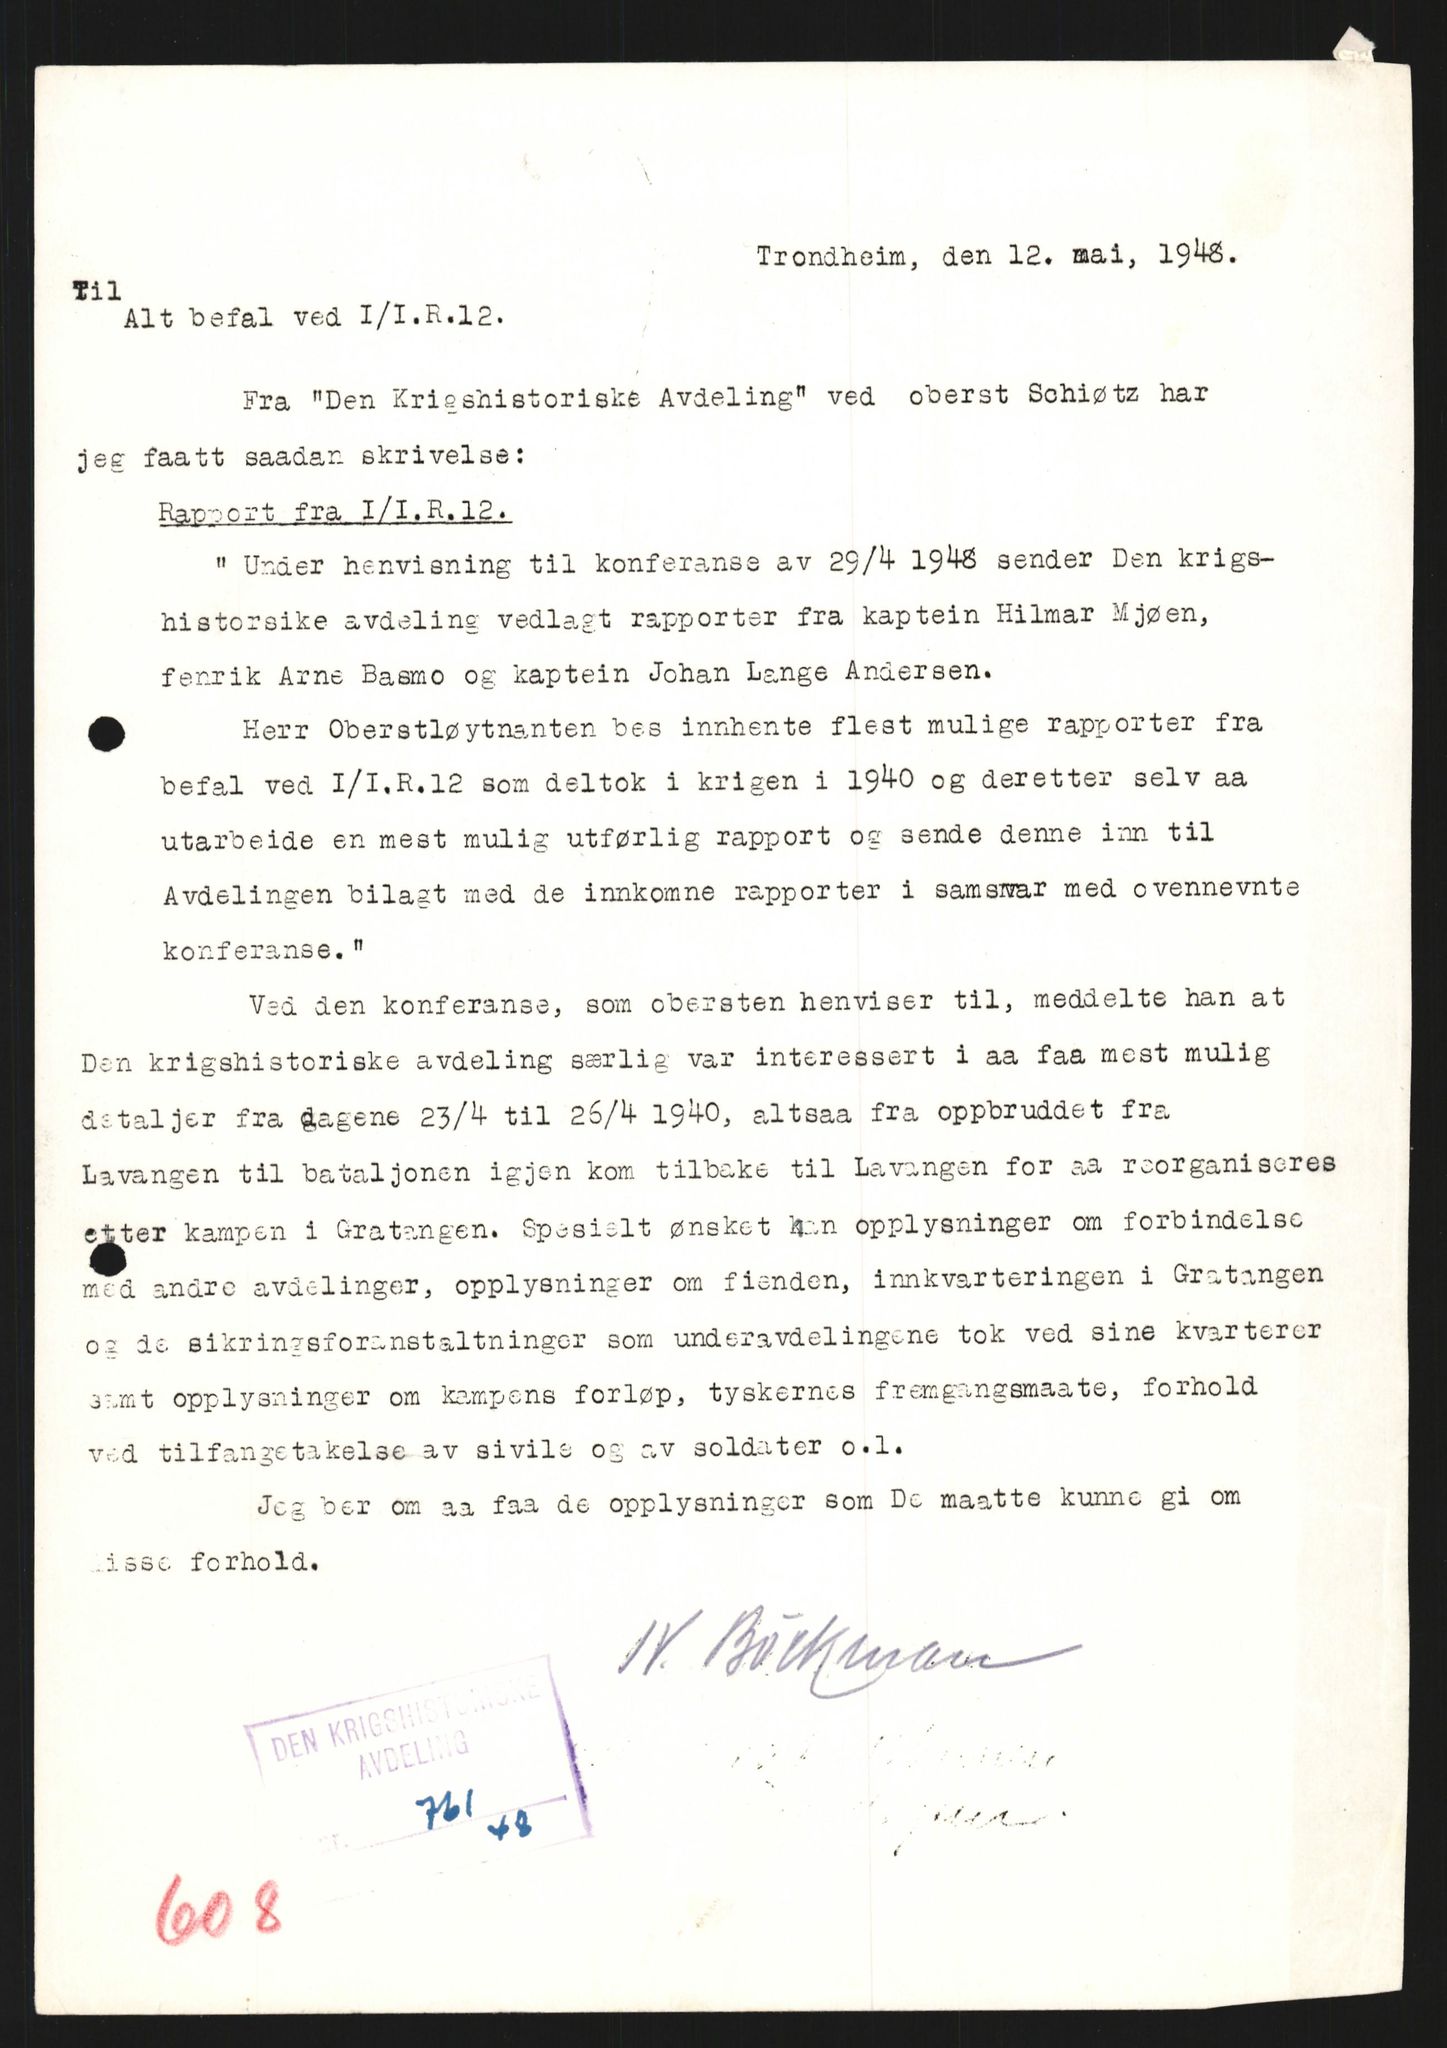 Trondheim, den 12. mai, 1948.
Til
Alt befal ved I/I.R.12.
Fra "Den Krigshistoriske Avdeling" ved oberst Schiøtz har
jeg faatt saadan skrivelse:
Rapport fra I/I.R.12.
" Under henvisning til konferanse av 29/4 1948 sender Den krigs-
historsike avdeling vedlagt rapporter fra kaptein Hilmar Mjøen,
fenrik Arne Basmo og kaptein Johan Lange Andersen.
Herr Oberstløytnanten bes innhente flest mulige rapporter fra
befal ved I/I.R.12 som deltok i krigen i 1940 og deretter selv aa
utarbeide en mest mulig utførlig rapport og sende denne inn til
Avdelingen bilagt med de innkomne rapporter i samsvar med ovennevnte
konferanse."
Ved den konferanse, som obersten henviser til, meddelte han at
Den krigshistoriske avdeling særlig var interessert i aa faa mest mulig
detaljer fra dagene 23/4 til 26/4 1940, altsaa fra oppbruddet fra
Lavangen til bataljonen igjen kom tilbake til Lavangen for aa reorganiseres
etter kampen i Gratangen. Spesielt ønsket han opplysninger om forbindelse
med andre avdelinger, opplysninger om fienden, innkvarteringen i Gratangen
og de sikringsforanstaltninger som underavdelingene tok ved sine kvarterer
samt opplysninger om kampens forløp, tyskernes fremgangsmaate, forhold
ved tilfangetakelse av sivile og av soldater o.l.
Jeg ber om aa faa de opplysninger som De maatte kunne gi om
disse forhold.
N. Böckman
DEN KRIGSHISTORISKE
AVDELING
761
48
608